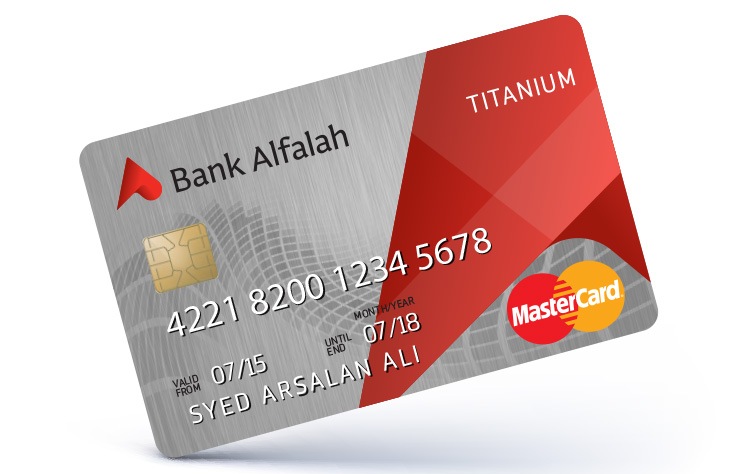 TITANIUM
Bank Alfalah
4221 8200 1234 5678
MONTH/YEAR
VALID FROM 07/15 UNTIL END 07/18
SYED ARSALAN ALI
MasterCard